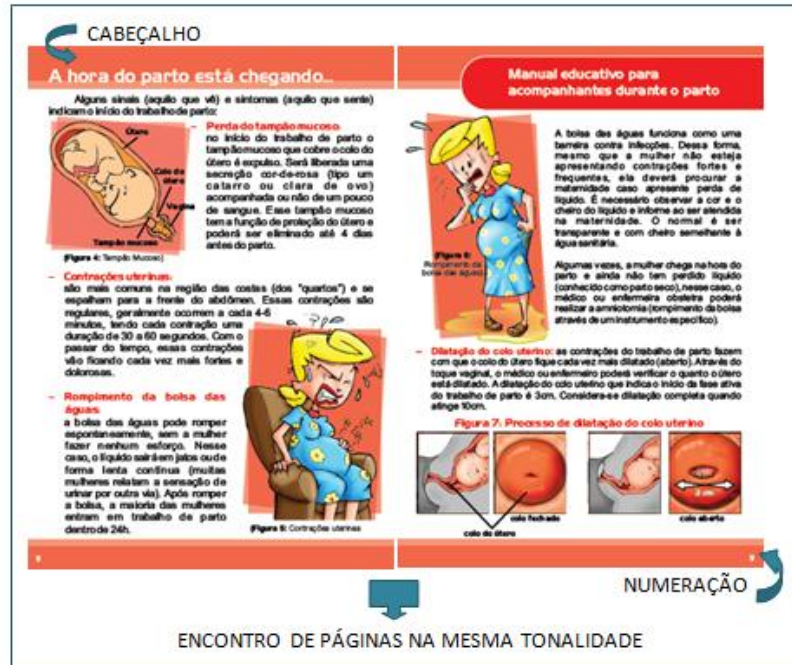 CABEÇALHO
A hora do parto está chegando...
Alguns sinais (aquilo que vê) e sintomas (aquilo que sente)
indicam o início do trabalho de parto:
Útero
Colo do
útero
Vagina
Tampão mucoso
(Figura 4: Tampão Mucoso)
– Perda do tampão mucoso:
no início do trabalho de parto o
tampão mucoso que cobre o colo do
útero é expulso. Será liberada uma
secreção cor-de-rosa (tipo um
catarro ou clara de ovo)
acompanhada ou não de um pouco
de sangue. Esse tampão mucoso
tem a função de proteção do útero e
poderá ser eliminado até 4 dias
antes do parto.
– Contrações uterinas:
são mais comuns na região das costas (dos "quartos") e se
espalham para a frente do abdômen. Essas contrações são
regulares, geralmente ocorrem a cada 4-6
minutos, tendo cada contração uma
duração de 30 a 60 segundos. Com o
passar do tempo, essas contrações
vão ficando cada vez mais fortes e
dolorosas.
– Rompimento da bolsa das
águas:
a bolsa das águas pode romper
espontaneamente, sem a mulher
fazer nenhum esforço. Nesse
caso, o líquido sairá em jatos ou de
forma lenta contínua (muitas
mulheres relatam a sensação de
urinar por outra via). Após romper
a bolsa, a maioria das mulheres
entram em trabalho de parto
dentro de 24h.
(Figura 5: Contrações uterinas
8
Manual educativo para
acompanhantes durante o parto
(Figura 6:
Rompimento da
bolsa das águas)
A bolsa das águas funciona como uma
barreira contra infecções. Dessa forma,
mesmo que a mulher não esteja
apresentando contrações fortes e
frequentes, ela deverá procurar a
maternidade caso apresente perda de
líquido. É necessário observar a cor e o
cheiro do líquido e informe ao ser atendida
na maternidade. O normal é ser
transparente e com cheiro semelhante à
água sanitária.
Algumas vezes, a mulher chega na hora do
parto e ainda não tem perdido líquido
(conhecido como parto seco), nesse caso, o
médico ou enfermeira obstetra poderá
realizar a amniotomia (rompimento da bolsa
através de um instrumento específico).
– Dilatação do colo uterino: as contrações do trabalho de parto fazem
com que o colo do útero fique cada vez mais dilatado (aberto). Através do
toque vaginal, o médico ou enfermeiro poderá verificar o quanto o útero
está dilatado. A dilatação do colo uterino que indica o início da fase ativa
do trabalho de parto é 3cm. Considera-se dilatação completa quando
atinge 10cm.
Figura 7: Processo de dilatação do colo uterino
colo do útero
colo fechado
colo aberto
9
NUMERAÇÃO
ENCONTRO DE PÁGINAS NA MESMA TONALIDADE